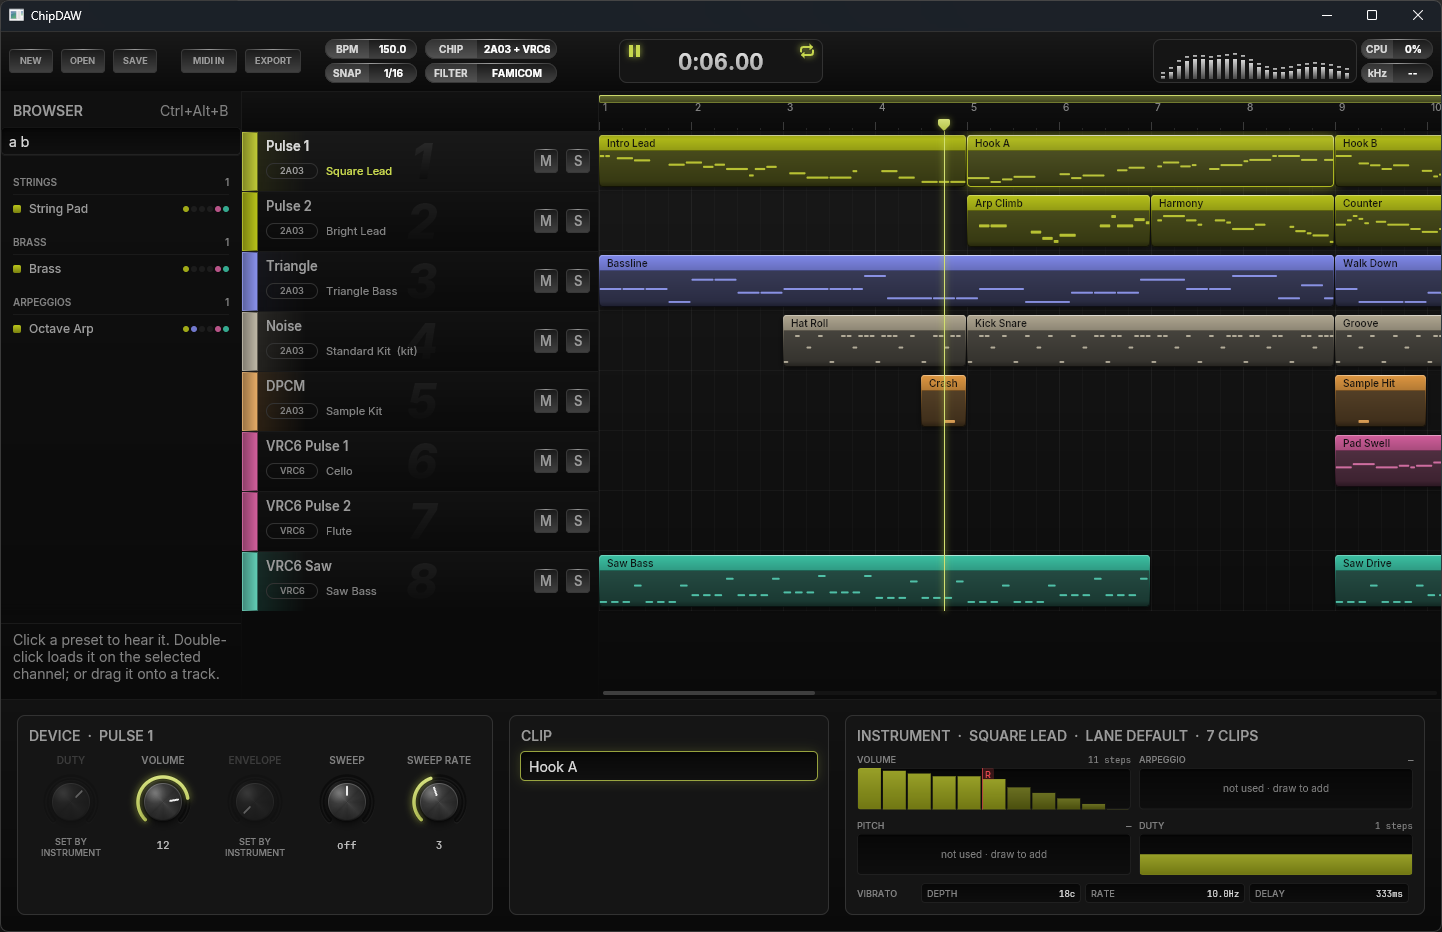 ChipDAW
NEW OPEN SAVE MIDI IN EXPORT
BPM 150.0 CHIP 2A03 + VRC6
SNAP 1/16 FILTER FAMICOM
0:06.00
CPU 0%
kHz --
BROWSER Ctrl+Alt+B
a b
STRINGS 1
String Pad
BRASS 1
Brass
ARPEGGIOS 1
Octave Arp
Click a preset to hear it. Double-
click loads it on the selected
channel; or drag it onto a track.
1 2 3 4 5 6 7 8 9 10
Pulse 1 1 M S
2A03 Square Lead
Intro Lead Hook A Hook B
Pulse 2 2 M S
2A03 Bright Lead
Arp Climb Harmony Counter
Triangle 3 M S
2A03 Triangle Bass
Bassline Walk Down
Noise 4 M S
2A03 Standard Kit (kit)
Hat Roll Kick Snare Groove
DPCM 5 M S
2A03 Sample Kit
Crash Sample Hit
VRC6 Pulse 1 6 M S
VRC6 Cello
Pad Swell
VRC6 Pulse 2 7 M S
VRC6 Flute
VRC6 Saw 8 M S
VRC6 Saw Bass
Saw Bass Saw Drive
DEVICE · PULSE 1
DUTY VOLUME ENVELOPE SWEEP SWEEP RATE
SET BY INSTRUMENT 12 SET BY INSTRUMENT off 3
CLIP
Hook A
INSTRUMENT · SQUARE LEAD · LANE DEFAULT · 7 CLIPS
VOLUME 11 steps ARPEGGIO –
R
not used · draw to add
PITCH – DUTY 1 steps
not used · draw to add
VIBRATO DEPTH 18c RATE 10.0Hz DELAY 333ms